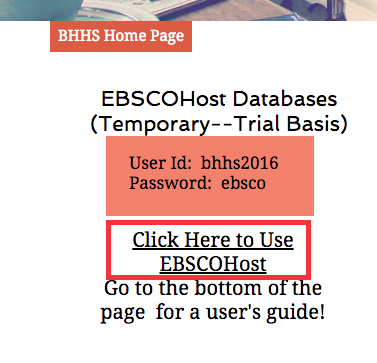 BHHS Home Page
EBSCOHost Databases
(Temporary--Trial Basis)
User Id:  bhhs2016
Password:  ebsco
Click Here to Use
EBSCOHost
Go to the bottom of the
page  for a user's guide!